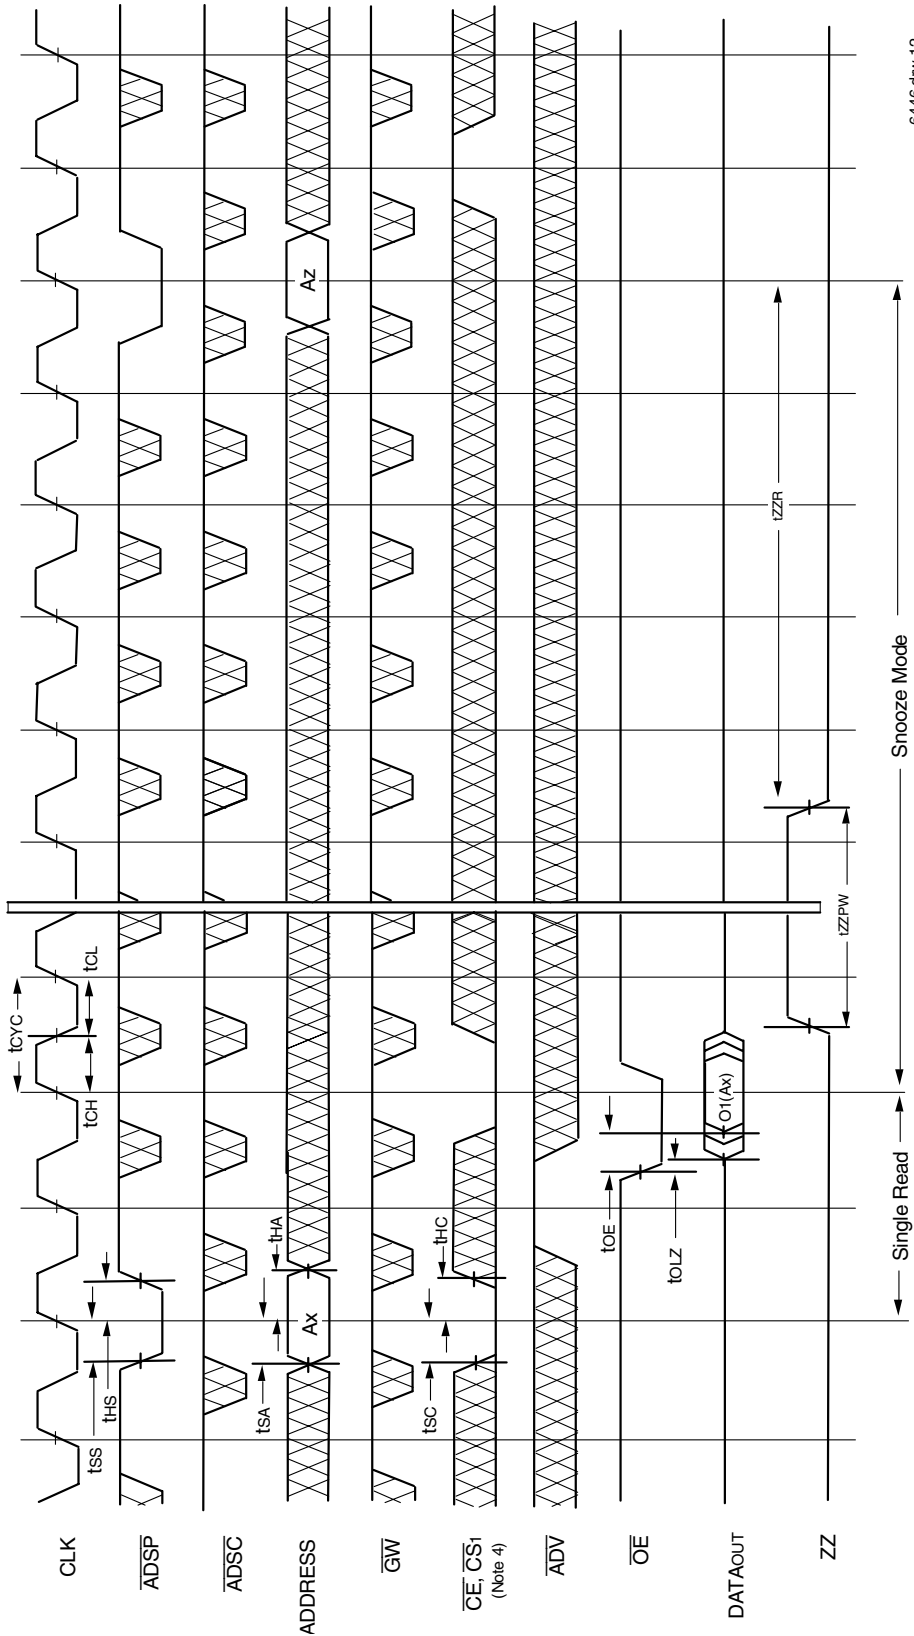 tCYC
tCH
tCL
tSS
tHS
CLK
ADSP
ADSC
tSA
tHA
Ax
Az
ADDRESS
GW
tSC
tHC
CE, CS1
(Note 4)
ADV
tOE
tOLZ
OE
O1(Ax)
DATAOUT
tZZPW
tZZR
ZZ
Single Read
Snooze Mode